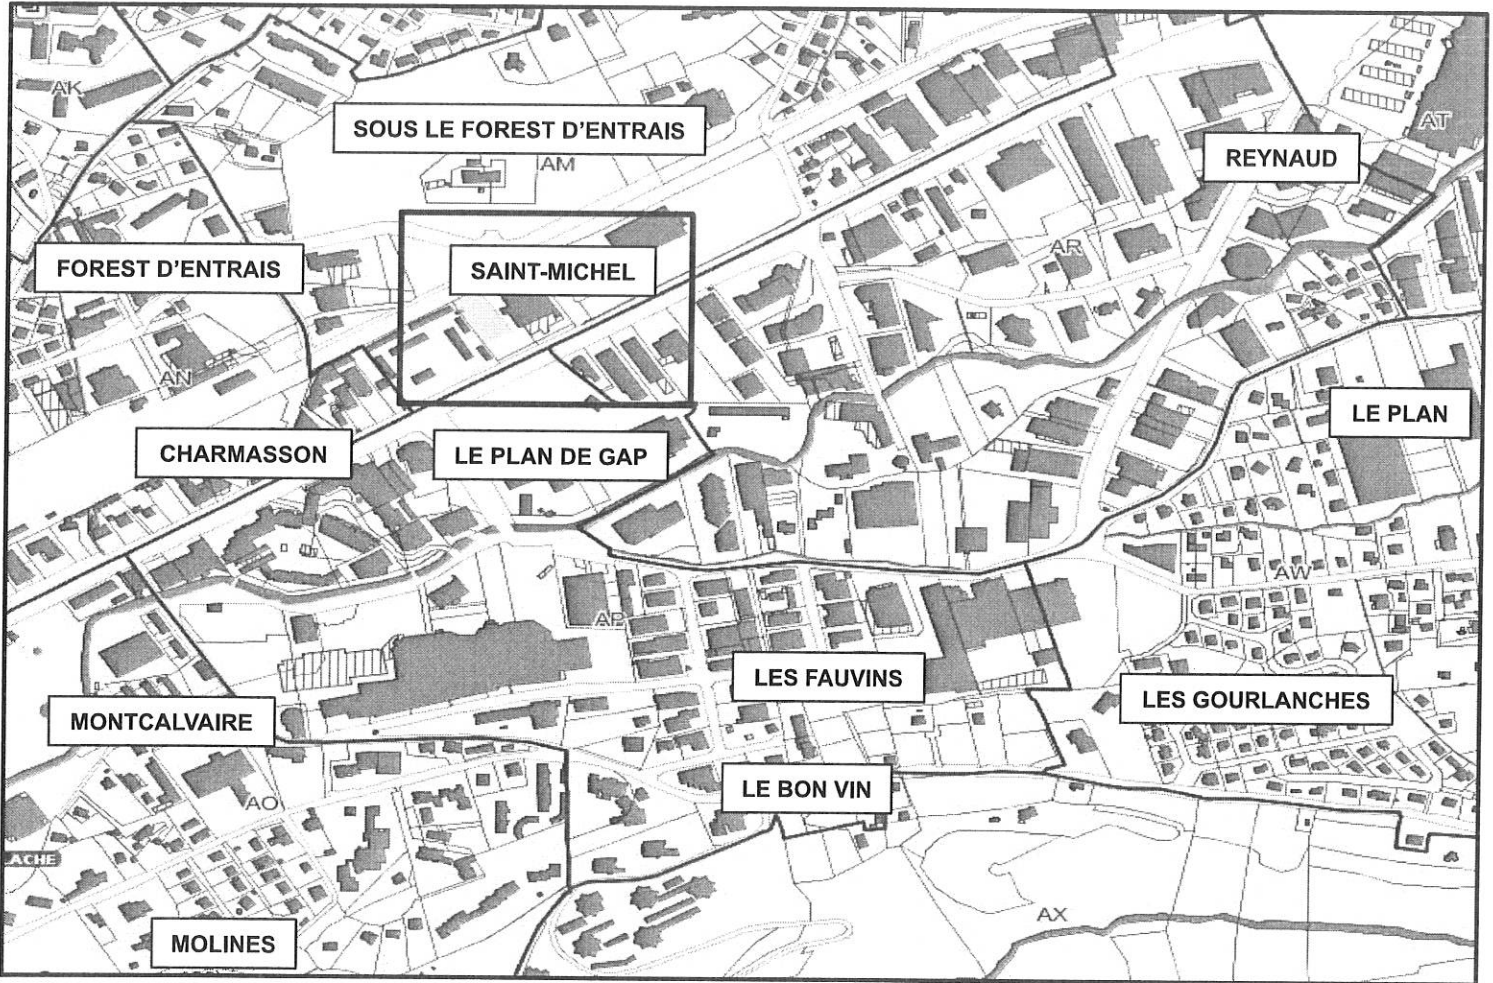 AK
SOUS LE FOREST D'ENTRAIS
AM
AT
REYNAUD
AR
FOREST D'ENTRAIS
SAINT-MICHEL
AN
LE PLAN
CHARMASSON
LE PLAN DE GAP
AW
AP
LES FAUVINS
LES GOURLANCHES
MONTCALVAIRE
LE BON VIN
AO
LACHE
AX
MOLINES